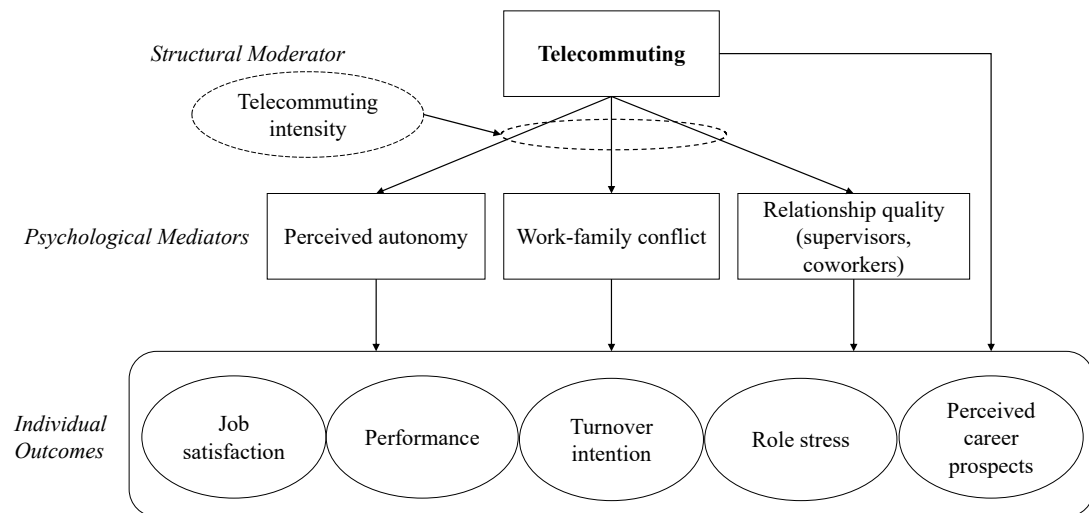 Structural Moderator
Telecommuting
Telecommuting
intensity
Psychological Mediators
Perceived autonomy
Work-family conflict
Relationship quality
(supervisors,
coworkers)
Individual
Outcomes
Job
satisfaction
Performance
Turnover
intention
Role stress
Perceived
career
prospects